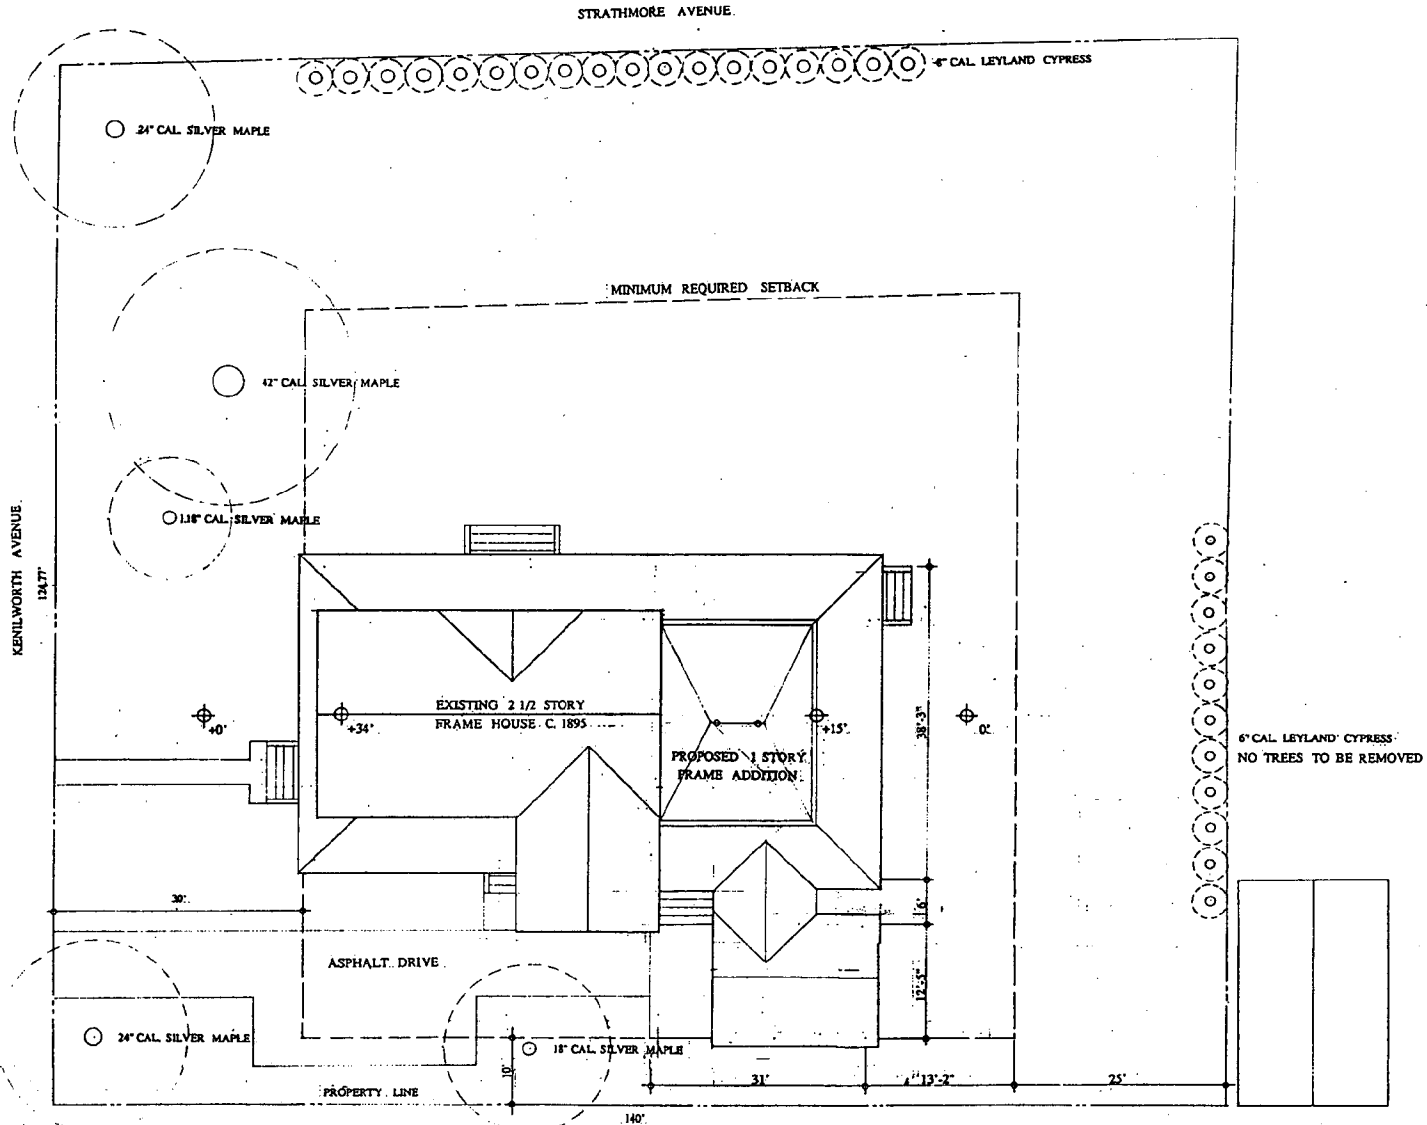 STRATHMORE AVENUE.
6" CAL. LEYLAND CYPRESS
24" CAL. SILVER MAPLE
MINIMUM REQUIRED SETBACK
42" CAL. SILVER MAPLE
18" CAL. SILVER MAPLE
KENILWORTH AVENUE.
124.77'
EXISTING 2 1/2 STORY
FRAME HOUSE C. 1895
+0'
+34'
+15'
0'
38'-3"
PROPOSED 1 STORY
FRAME ADDITION
6" CAL. LEYLAND CYPRESS
NO TREES TO BE REMOVED
30'
6'
ASPHALT DRIVE
12'-5"
24" CAL. SILVER MAPLE
18" CAL. SILVER MAPLE
10'
31'
13'-2"
25'
PROPERTY LINE
140'